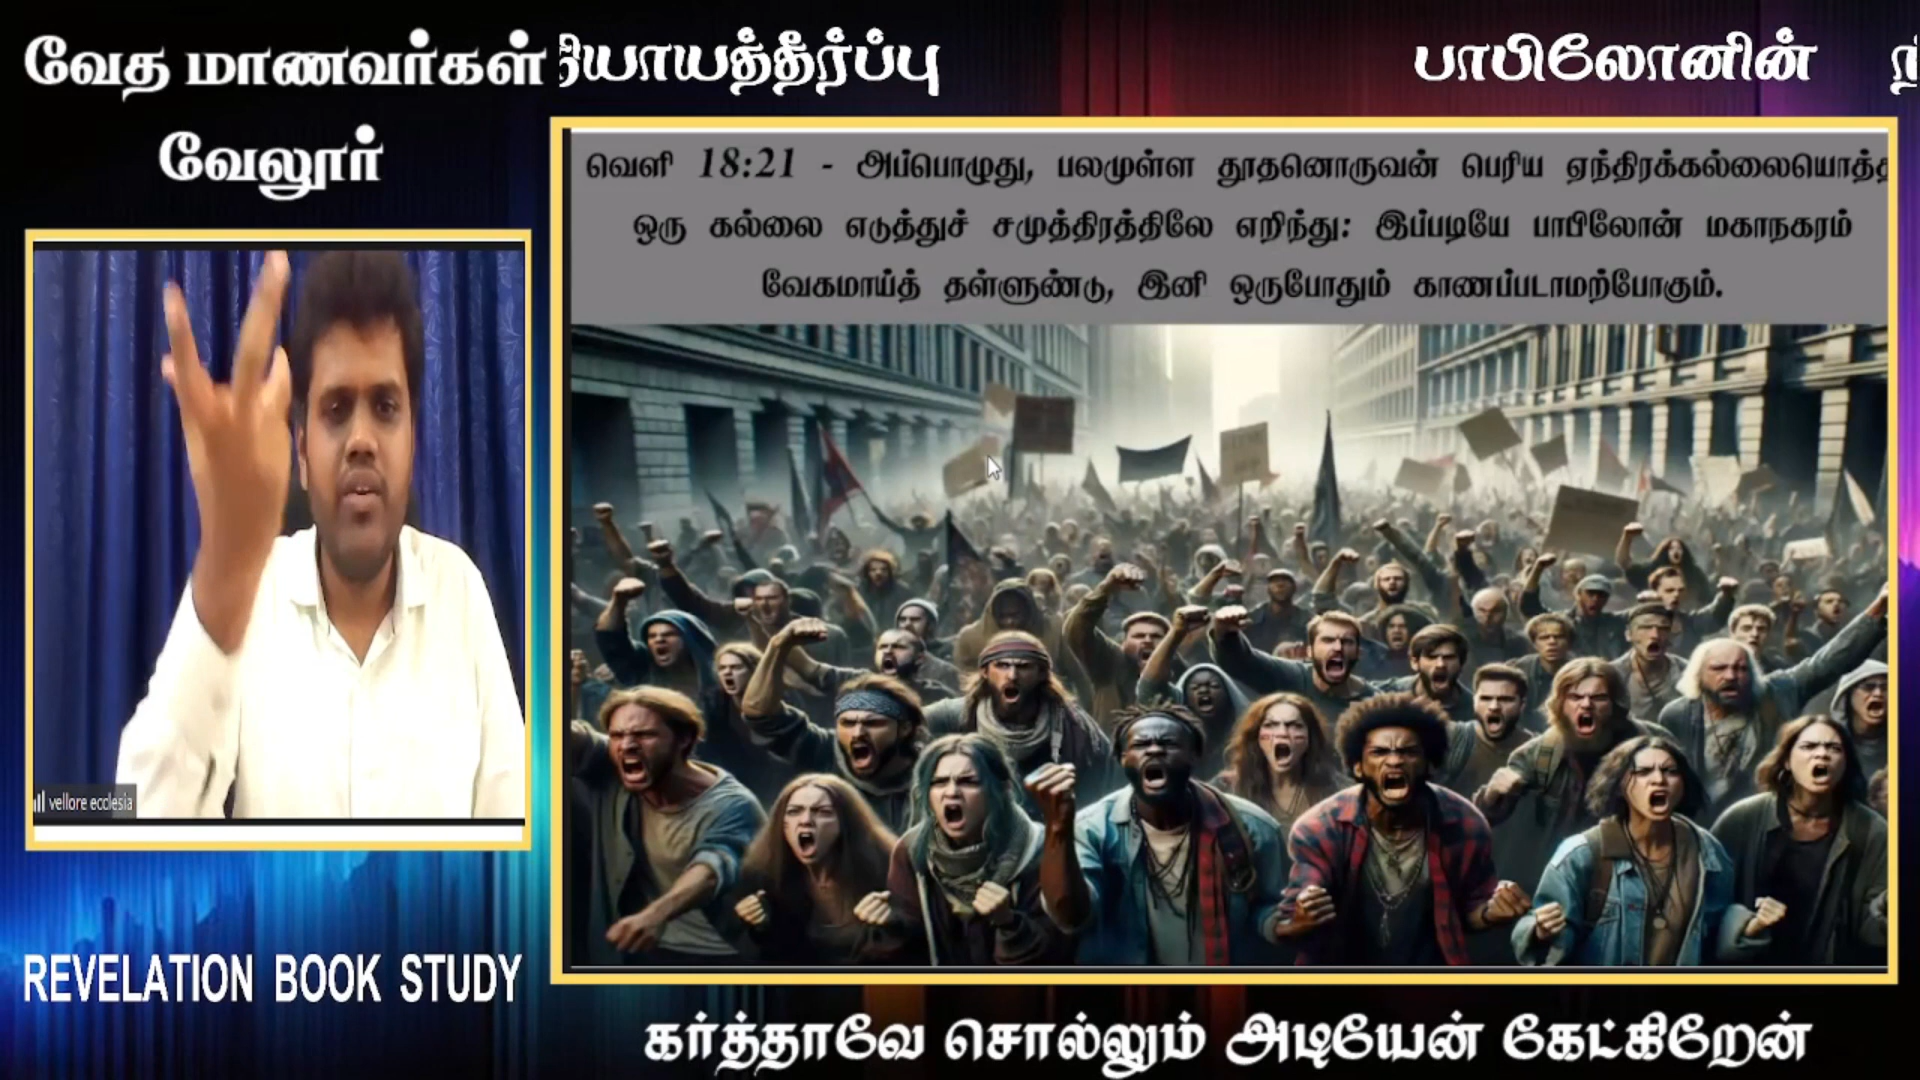 வேத மாணவர்கள்
வேலூர்
யாயத்தீர்ப்பு பாபிலோனின்
வெளி 18:21 - அப்பொழுது, பலமுள்ள தூதனொருவன் பெரிய ஏந்திரக்கல்லையொத்த
ஒரு கல்லை எடுத்துச் சமுத்திரத்திலே எறிந்து: இப்படியே பாபிலோன் மகாநகரம்
வேகமாய்த் தள்ளுண்டு, இனி ஒருபோதும் காணப்படாமற்போகும்.
vellore ecclesia
REVELATION BOOK STUDY
கர்த்தாவே சொல்லும் அடியேன் கேட்கிறேன்